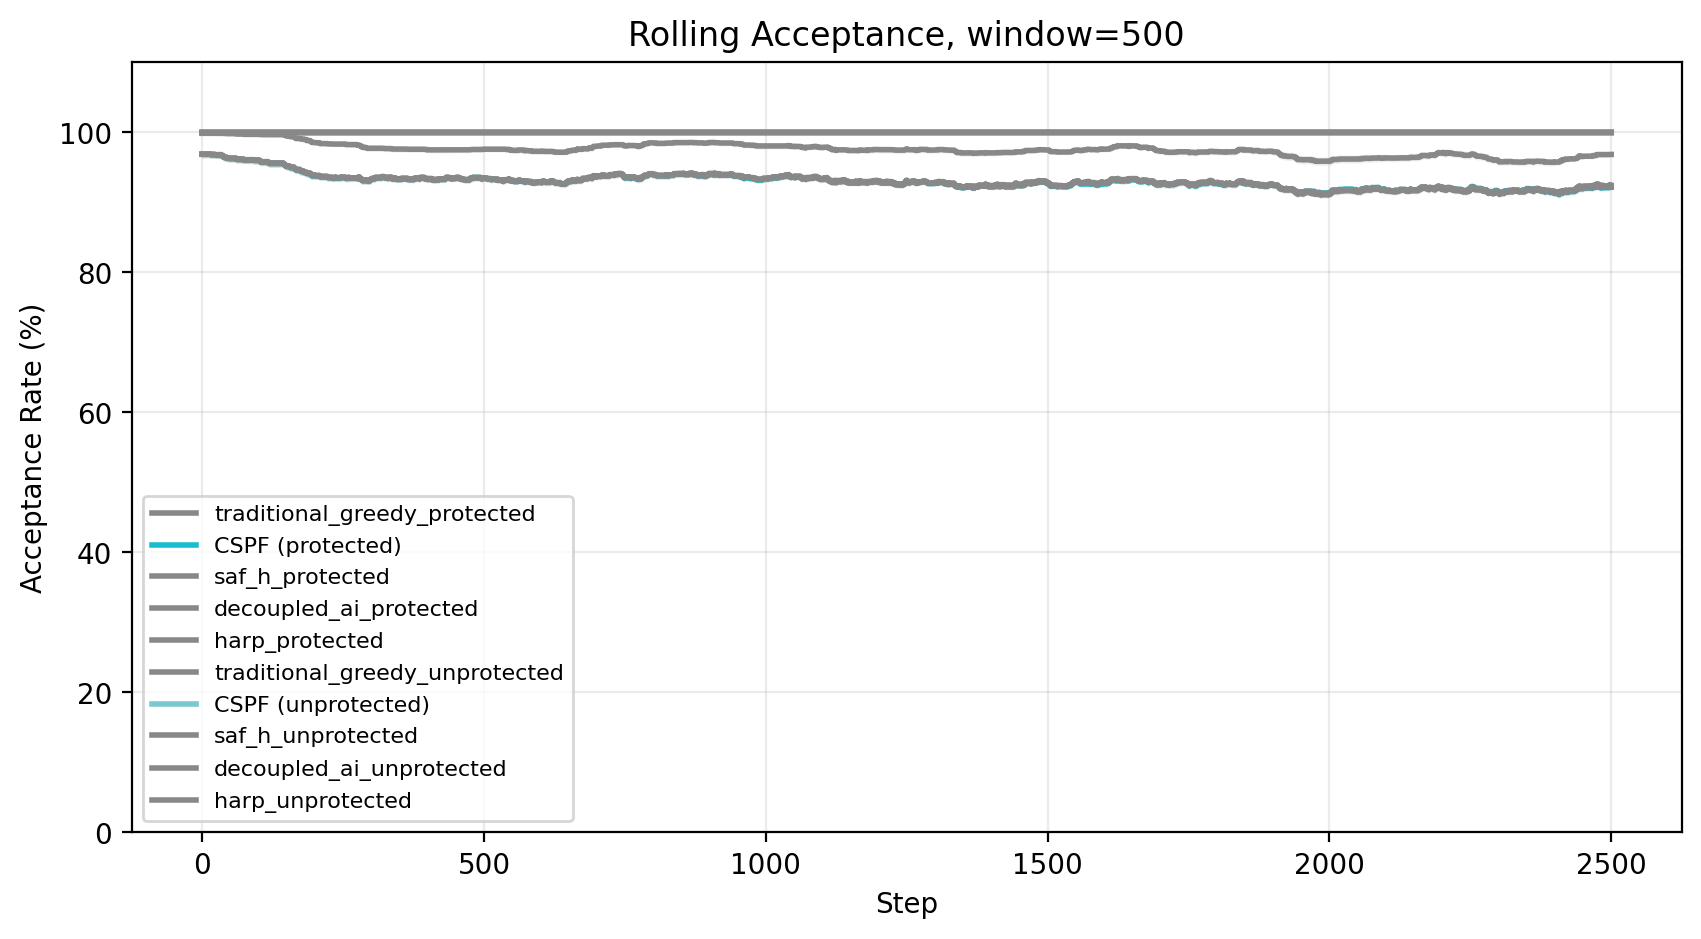 Rolling Acceptance, window=500
Acceptance Rate (%)
100
80
60
40
20
0
traditional_greedy_protected
CSPF (protected)
saf_h_protected
decoupled_ai_protected
harp_protected
traditional_greedy_unprotected
CSPF (unprotected)
saf_h_unprotected
decoupled_ai_unprotected
harp_unprotected
0 500 1000 1500 2000 2500
Step